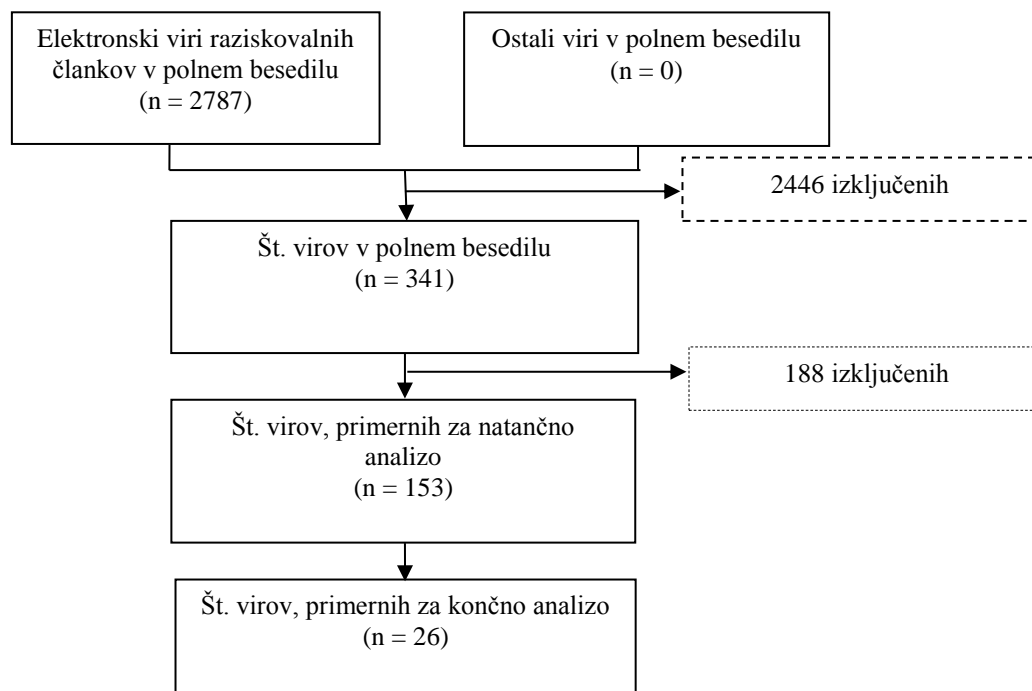 Elektronski viri raziskovalnih
člankov v polnem besedilu
(n = 2787)
Ostali viri v polnem besedilu
(n = 0)
2446 izključenih
Št. virov v polnem besedilu
(n = 341)
188 izključenih
Št. virov, primernih za natančno
analizo
(n = 153)
Št. virov, primernih za končno analizo
(n = 26)